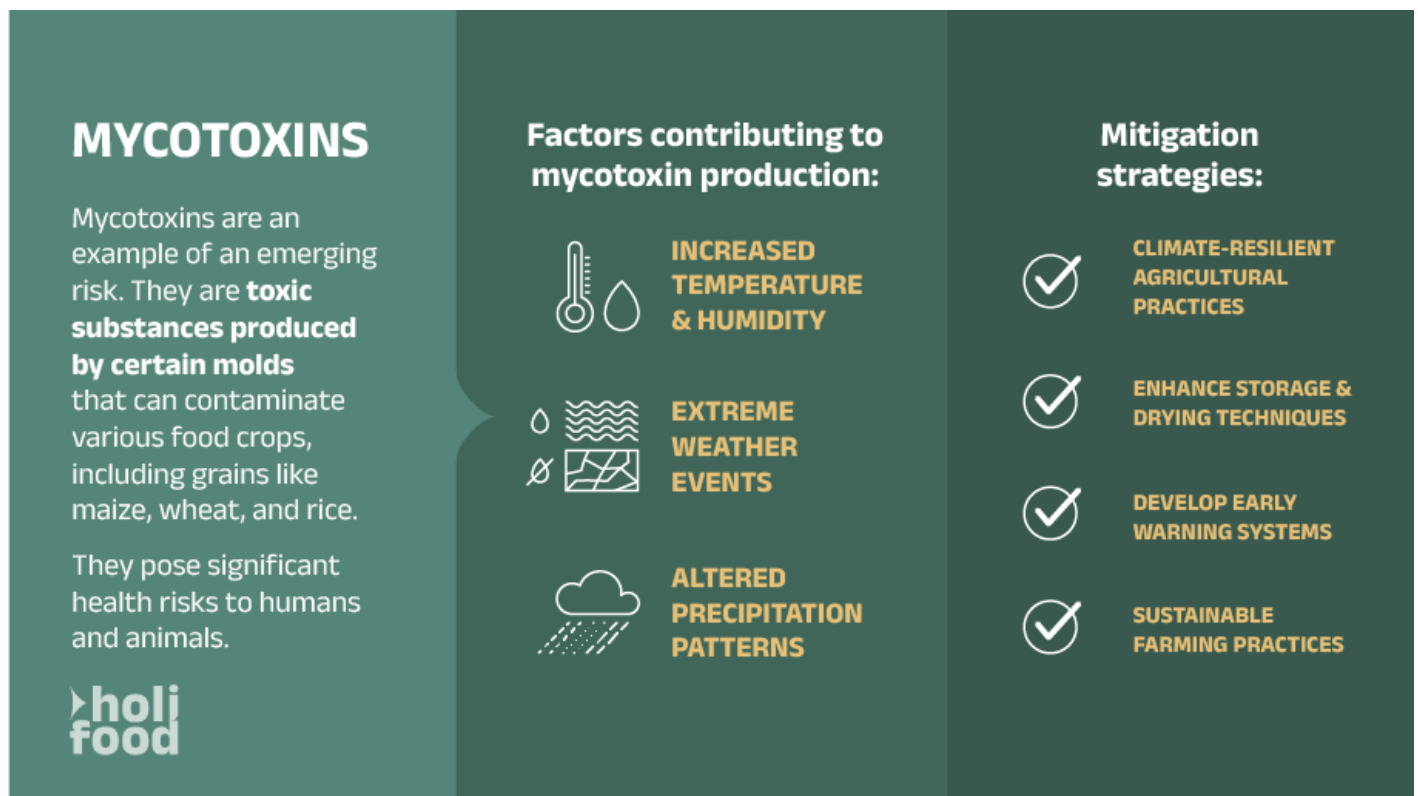 MYCOTOXINS
Mycotoxins are an
example of an emerging
risk. They are toxic
substances produced
by certain molds
that can contaminate
various food crops,
including grains like
maize, wheat, and rice.
They pose significant
health risks to humans
and animals.
holi
food
Factors contributing to
mycotoxin production:
INCREASED
TEMPERATURE
& HUMIDITY
EXTREME
WEATHER
EVENTS
ALTERED
PRECIPITATION
PATTERNS
Mitigation
strategies:
CLIMATE-RESILIENT
AGRICULTURAL
PRACTICES
ENHANCE STORAGE &
DRYING TECHNIQUES
DEVELOP EARLY
WARNING SYSTEMS
SUSTAINABLE
FARMING PRACTICES